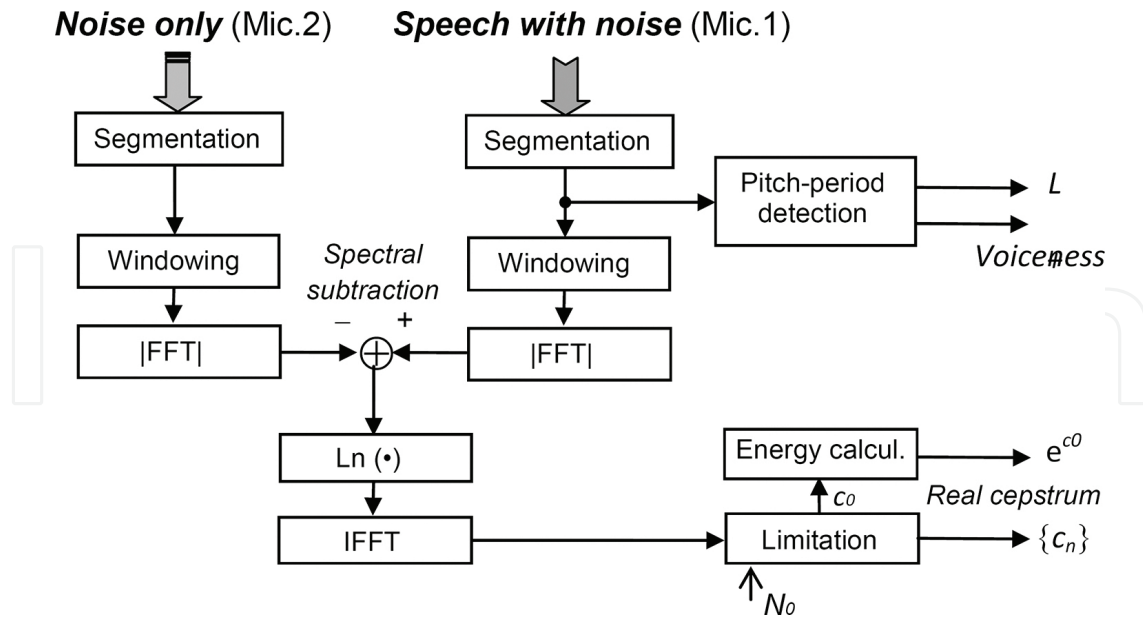 Noise only (Mic.2)
Speech with noise (Mic.1)
Segmentation
Segmentation
Pitch-period
detection
L
Voiceness
Windowing
Spectral
subtraction
Windowing
− +
|FFT|
+
|FFT|
Ln (•)
Energy calcul.
e^c0
c0
Real cepstrum
IFFT
Limitation
{cn}
N0